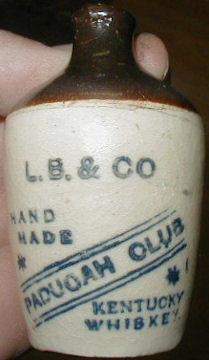 L.B. & CO
HAND
MADE
PADUCAH CLUB
KENTUCKY
WHISKEY